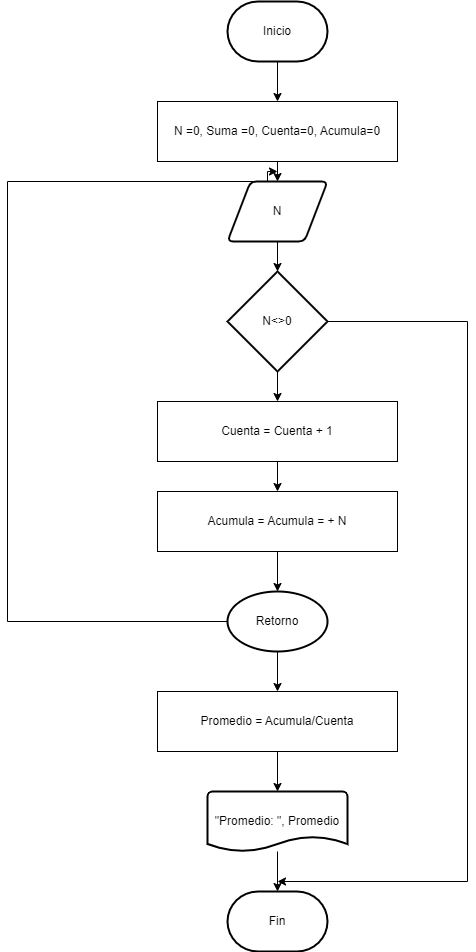 Inicio
N =0, Suma =0, Cuenta=0, Acumula=0
N
N<>0
Cuenta = Cuenta + 1
Acumula = Acumula = + N
Retorno
Promedio = Acumula/Cuenta
"Promedio: ", Promedio
Fin